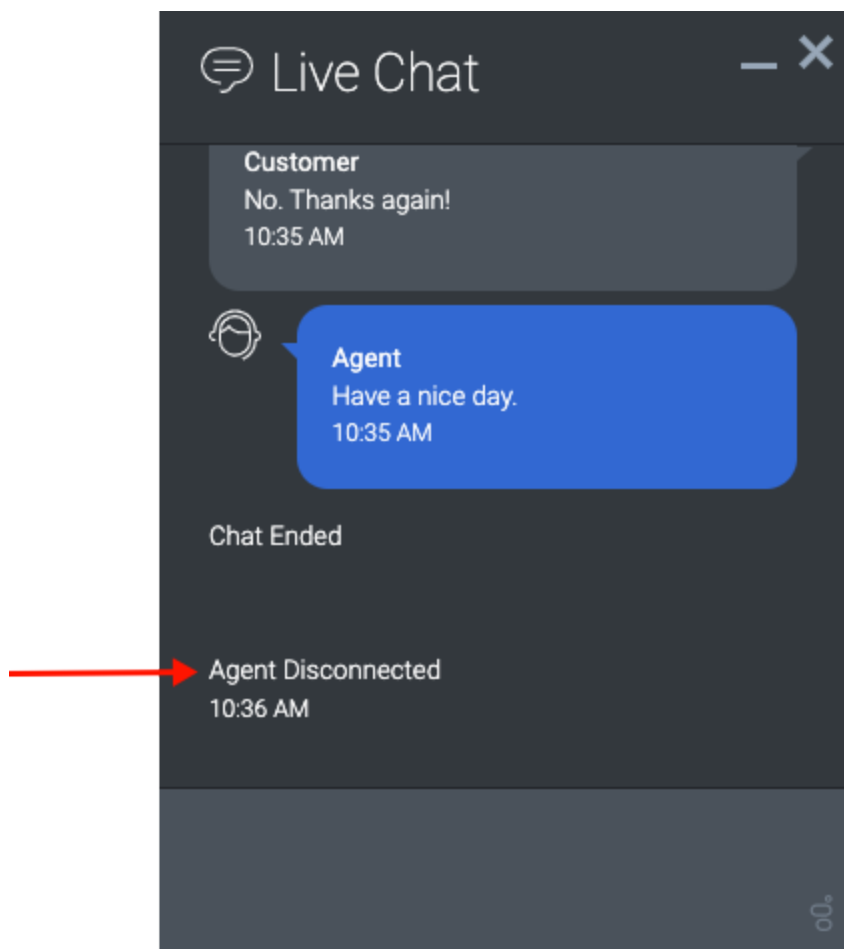 Live Chat
Customer
No. Thanks again!
10:35 AM
Agent
Have a nice day.
10:35 AM
Chat Ended
Agent Disconnected
10:36 AM